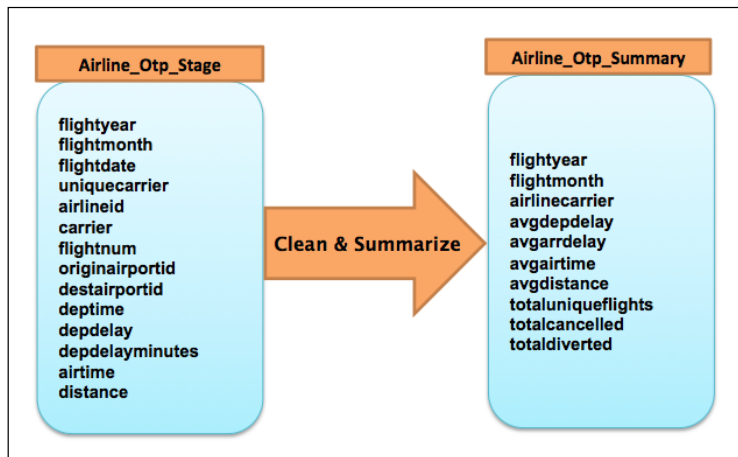 Airline_Otp_Stage
flightyear
flightmonth
flightdate
uniquecarrier
airlineid
carrier
flightnum
originairportid
destairportid
deptime
depdelay
depdelayminutes
airtime
distance
Clean & Summarize
Airline_Otp_Summary
flightyear
flightmonth
airlinecarrier
avgdepdelay
avgarrdelay
avgairtime
avgdistance
totaluniqueflights
totalcancelled
totaldiverted